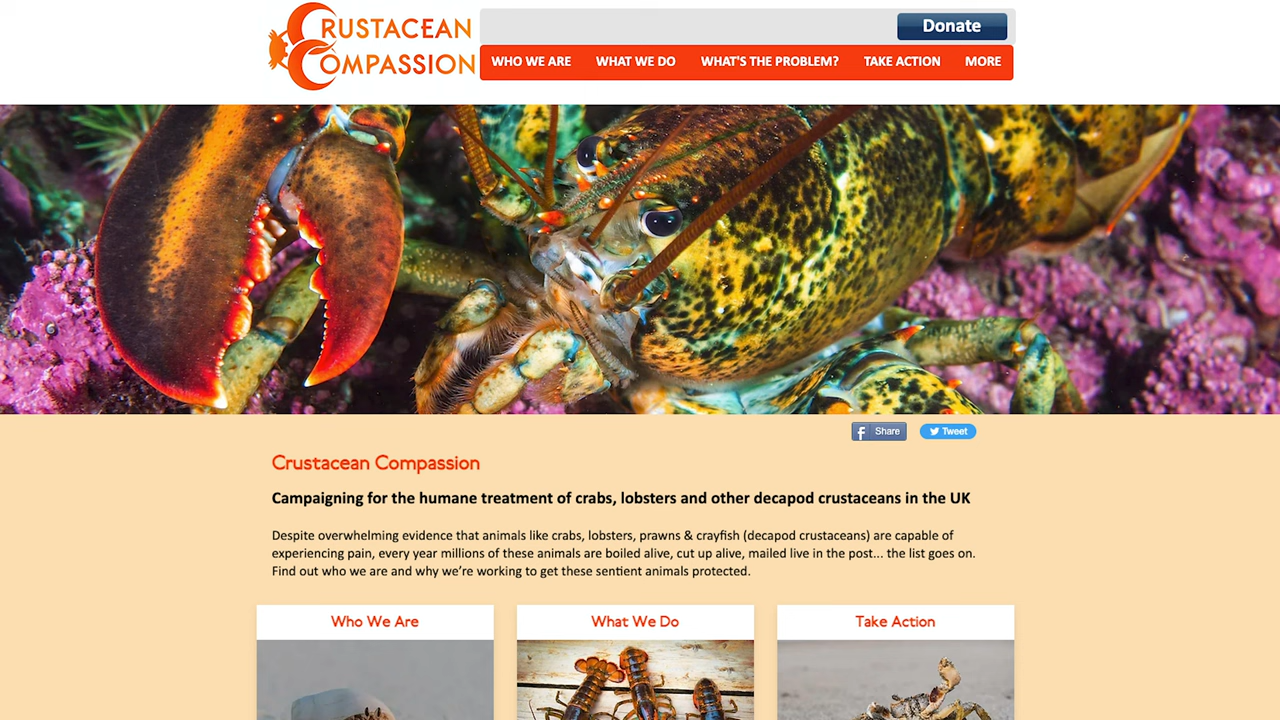 CRUSTACEAN
COMPASSION
Donate
WHO WE ARE WHAT WE DO WHAT'S THE PROBLEM? TAKE ACTION MORE
Share Tweet
Crustacean Compassion
Campaigning for the humane treatment of crabs, lobsters and other decapod crustaceans in the UK
Despite overwhelming evidence that animals like crabs, lobsters, prawns & crayfish (decapod crustaceans) are capable of
experiencing pain, every year millions of these animals are boiled alive, cut up alive, mailed live in the post... the list goes on.
Find out who we are and why we're working to get these sentient animals protected.
Who We Are What We Do Take Action